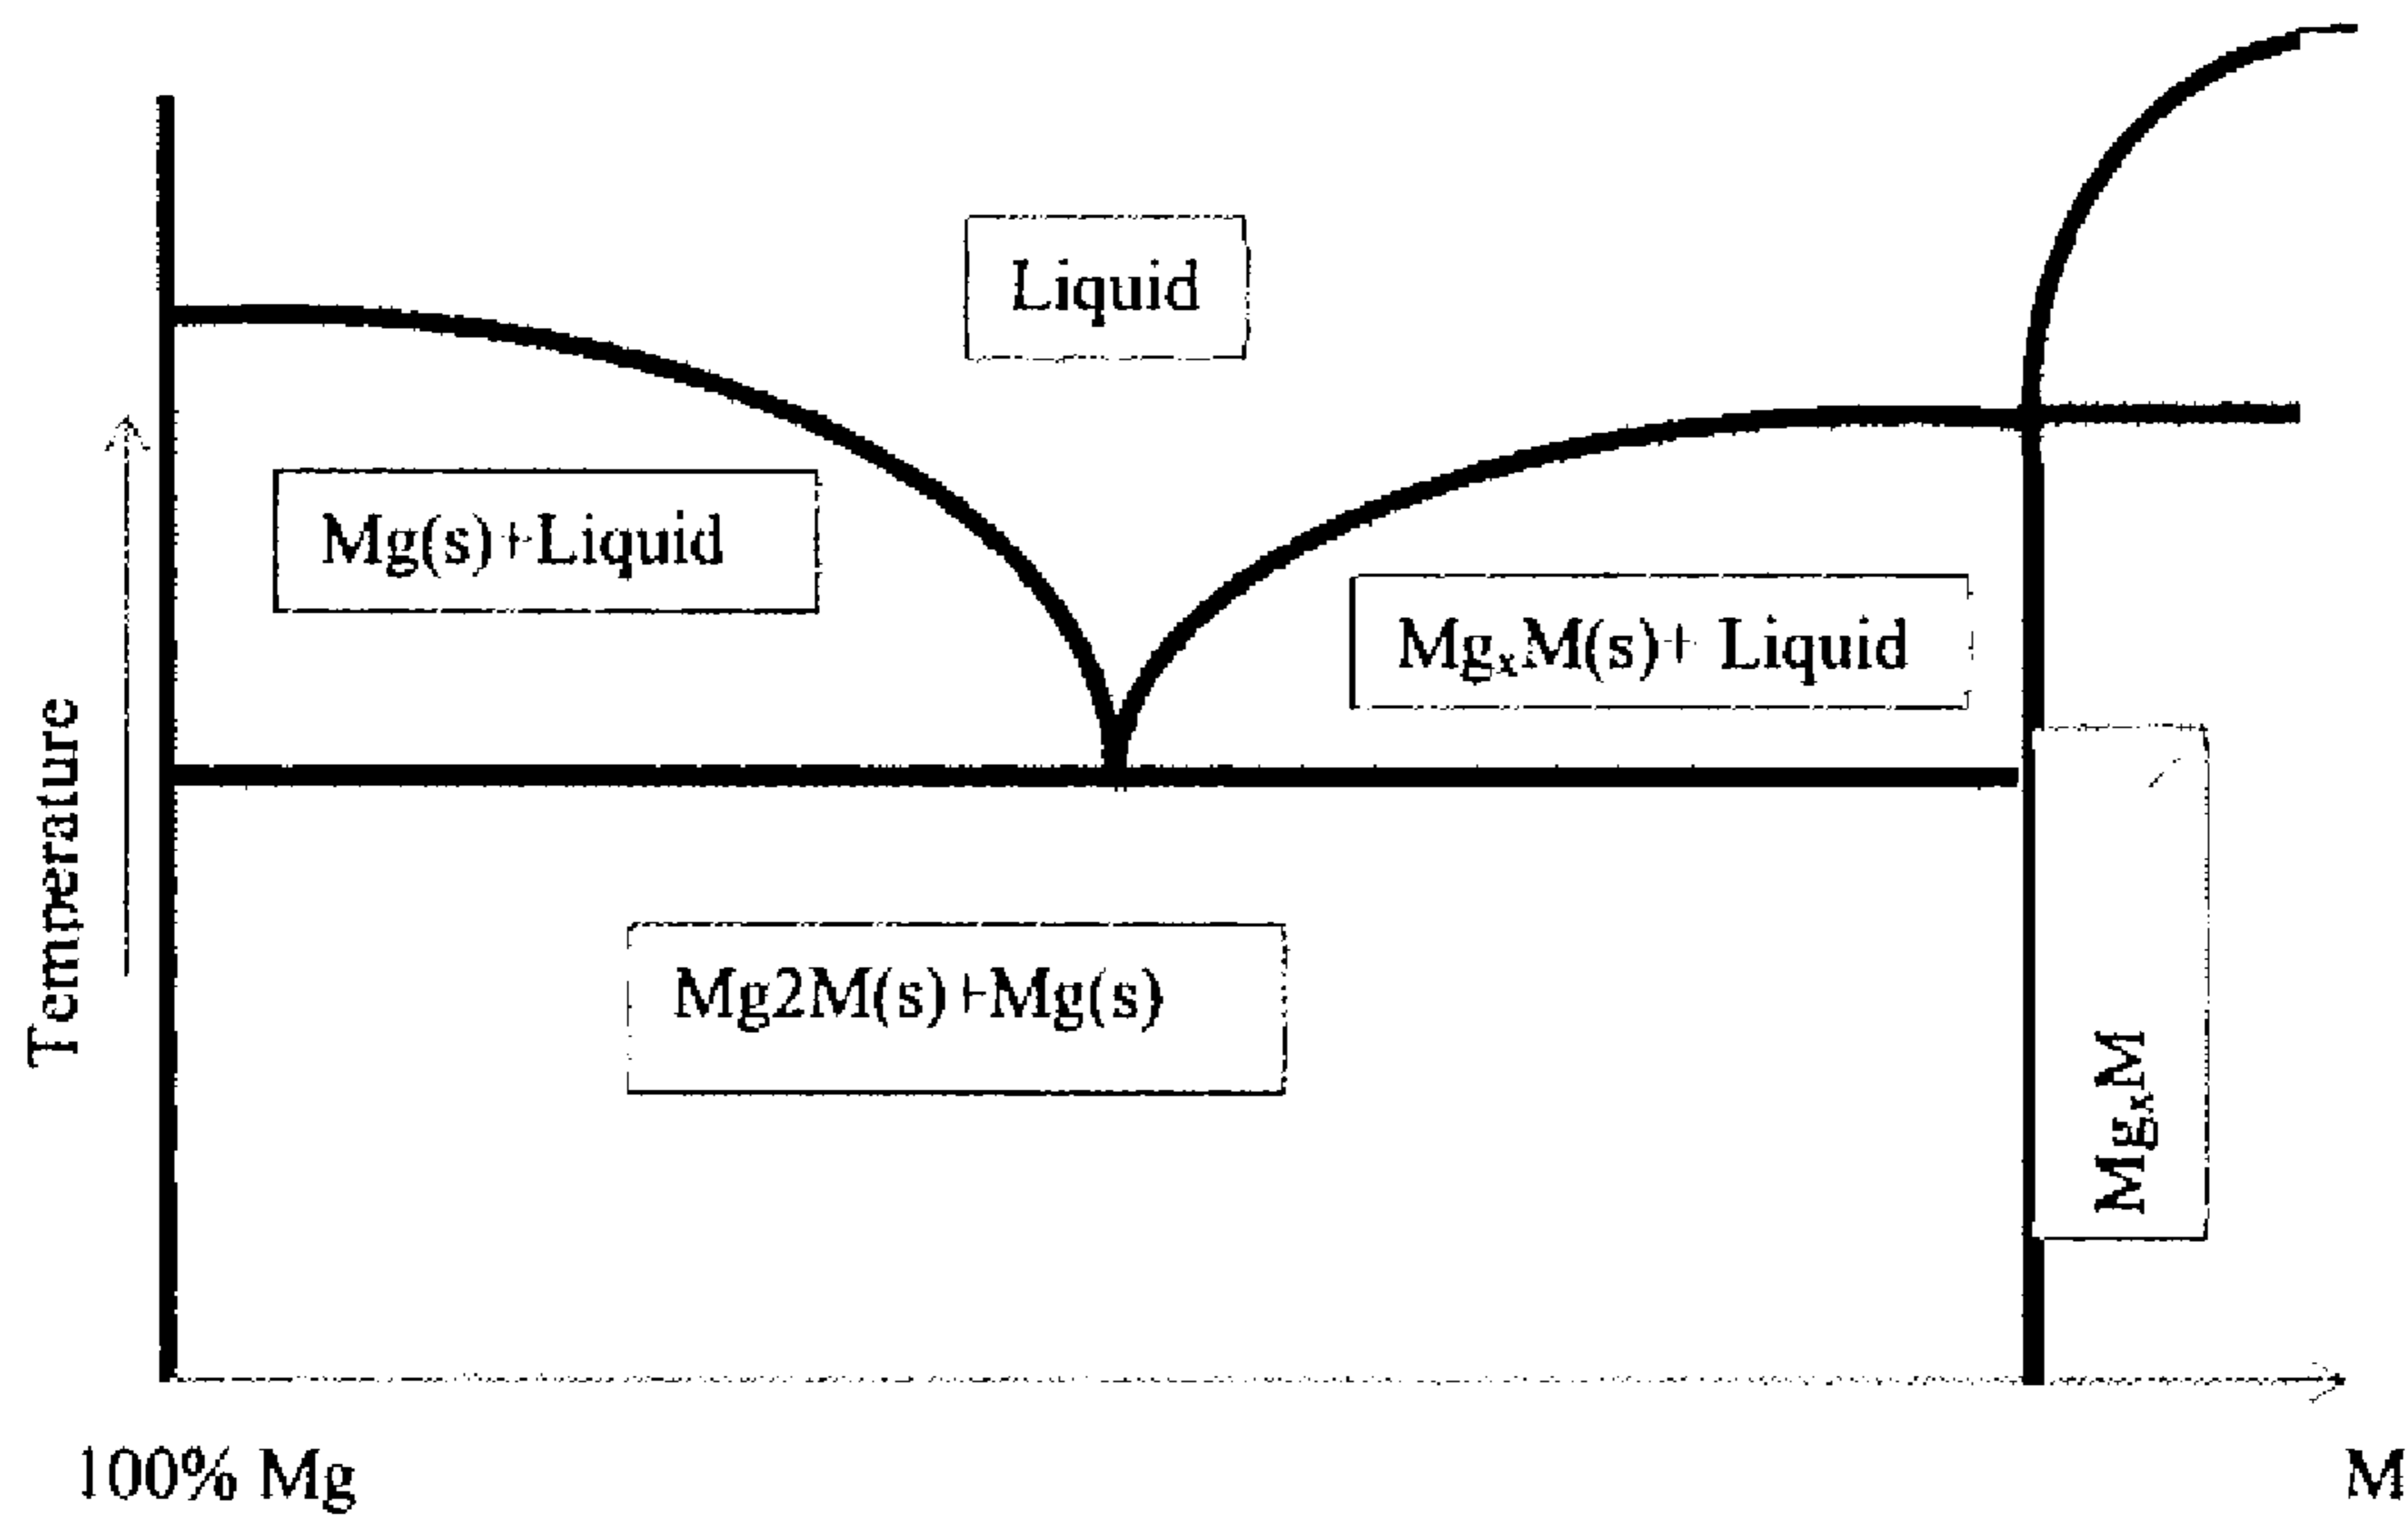 Liquid
Mg(s)+Liquid
MgₓM(s)+ Liquid
Temperature
Mg2M(s)+Mg(s)
MgₓM
100% Mg
M